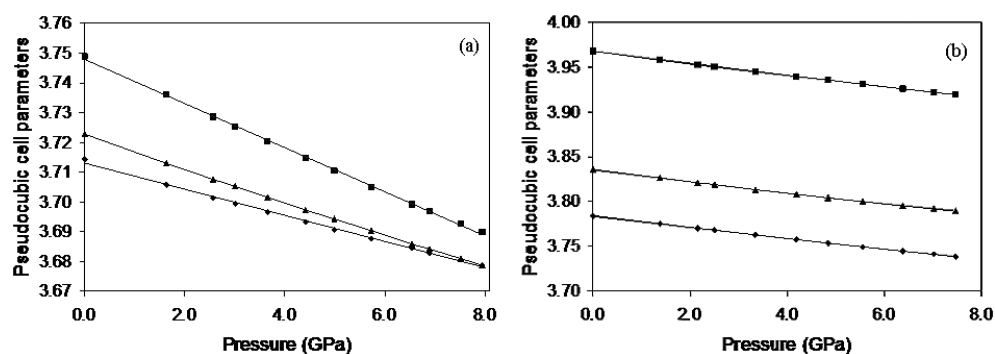 3.76
3.75
3.74
3.73
3.72
3.71
3.70
3.69
3.68
3.67
Pseudocubic cell parameters
(a)
0.0 2.0 4.0 6.0 8.0
Pressure (GPa)
4.00
3.95
3.90
3.85
3.80
3.75
3.70
Pseudocubic cell parameters
(b)
0.0 2.0 4.0 6.0 8.0
Pressure (GPa)